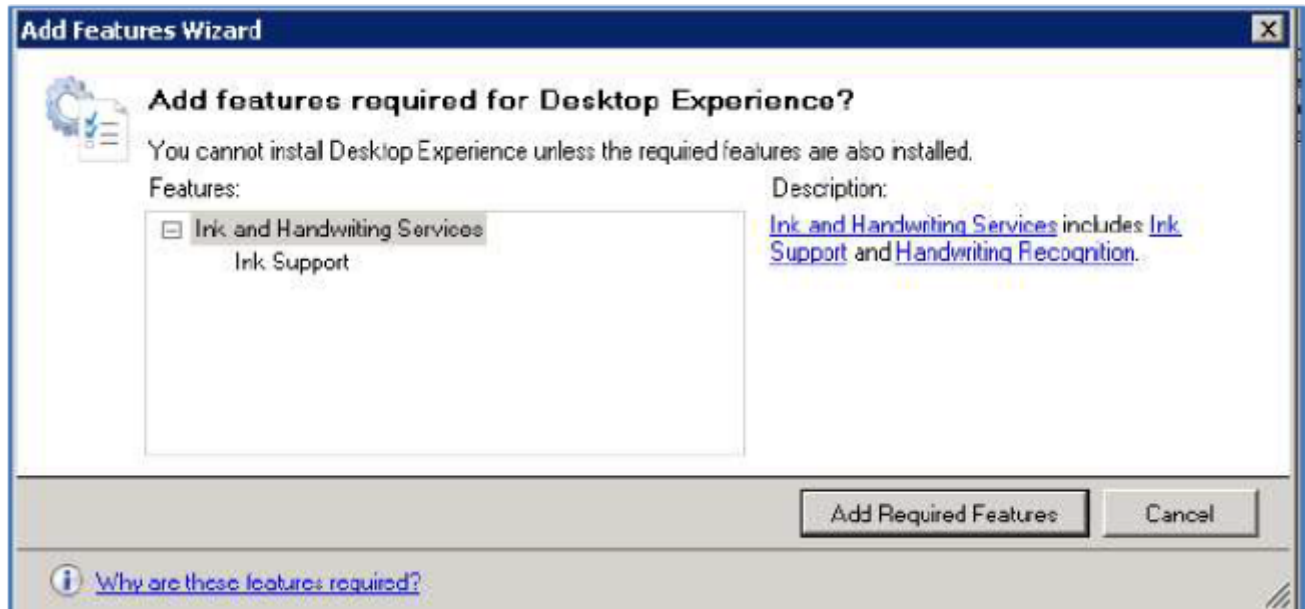 Add Features Wizard
Add features required for Desktop Experience?
You cannot install Desktop Experience unless the required features are also installed.
Features:
Description:
Ink and Handwriting Services
Ink Support
Ink and Handwriting Services includes Ink
Support and Handwriting Recognition.
Add Required Features
Cancel
Why are these features required?